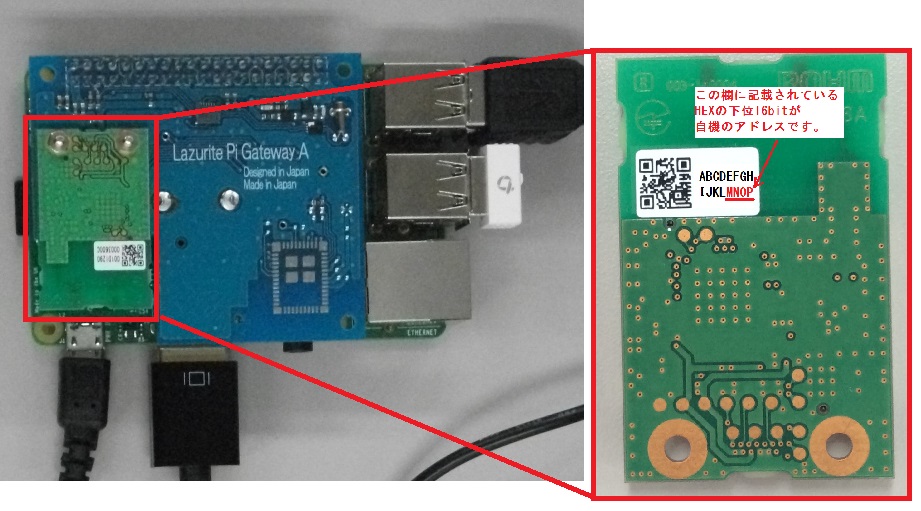 Lazurite Pi Gateway A
Designed in Japan
Made in Japan
ETHERNET
この欄に記載されている
HEXの下位16bitが
自機のアドレスです。
ABCDEFGH
IJKLMNOP